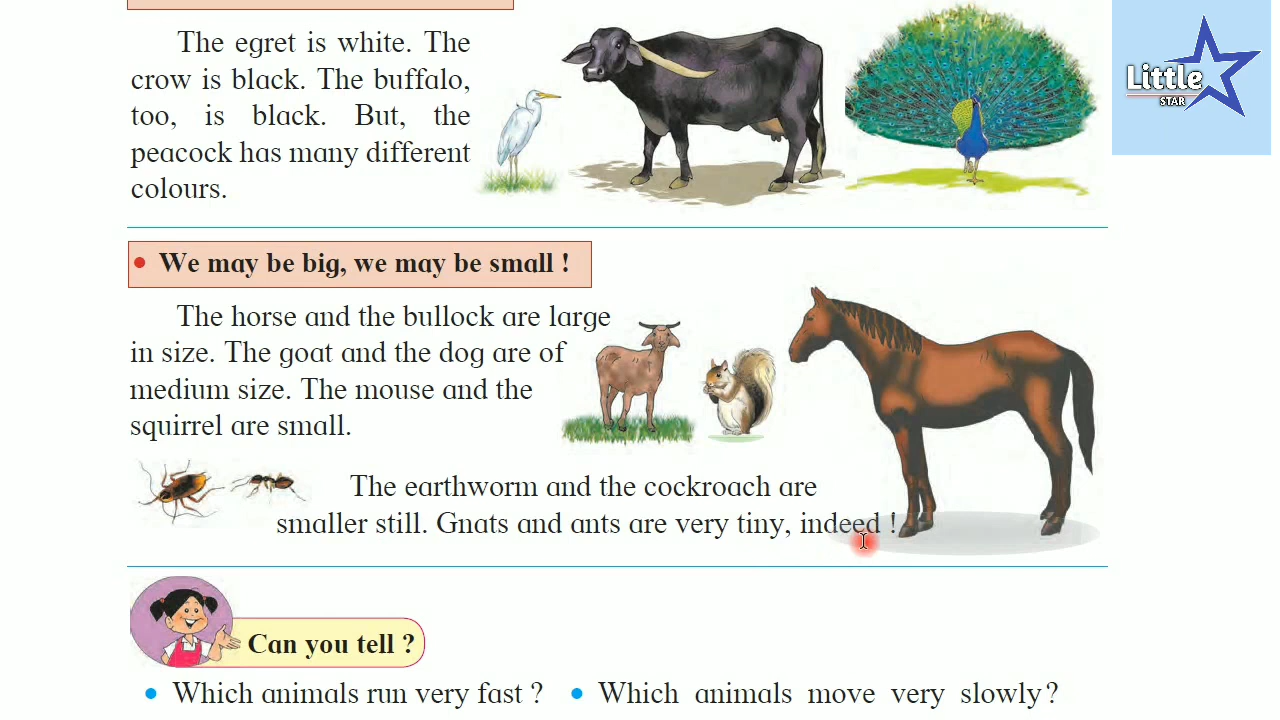 The egret is white. The
crow is black. The buffalo,
too, is black. But, the
peacock has many different
colours.
Little
STAR
• We may be big, we may be small !
The horse and the bullock are large
in size. The goat and the dog are of
medium size. The mouse and the
squirrel are small.
The earthworm and the cockroach are
smaller still. Gnats and ants are very tiny, indeed !
Can you tell ?
• Which animals run very fast ? • Which animals move very slowly ?